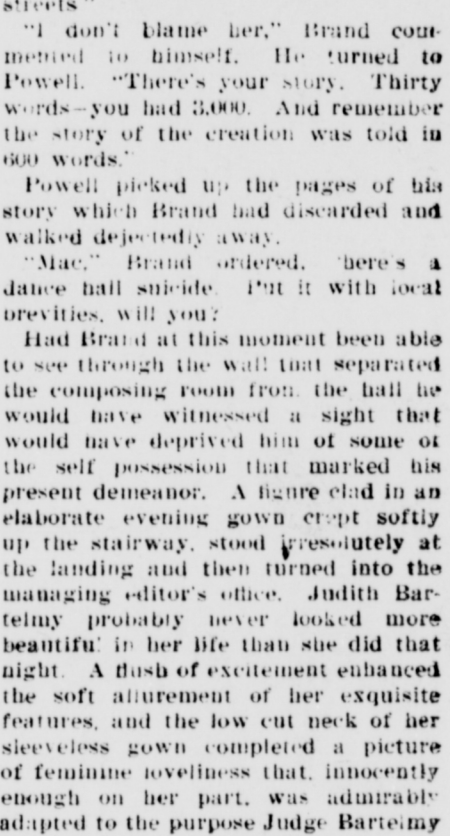 streets"
"I don't blame her," Brand com-
mented to himself. He turned to
Powell. "There's your story. Thirty
words—you had 3,000. And remember
the story of the creation was told in
600 words."
Powell picked up the pages of his
story which Brand had discarded and
walked dejectedly away.
"Mac," Brand ordered, "here's a
dance hall suicide. Put it with local
brevities, will you?
Had Brand at this moment been able
to see through the wall that separated
the composing room from the hall he
would have witnessed a sight that
would have deprived him of some of
the self possession that marked his
present demeanor. A figure clad in an
elaborate evening gown crept softly
up the stairway, stood irresolutely at
the landing and then turned into the
managing editor's office. Judith Bar-
telmy probably never looked more
beautiful in her life than she did that
night. A flush of excitement enhanced
the soft allurement of her exquisite
features, and the low cut neck of her
sleeveless gown completed a picture
of feminine loveliness that, innocently
enough on her part, was admirably
adapted to the purpose Judge Bartelmy